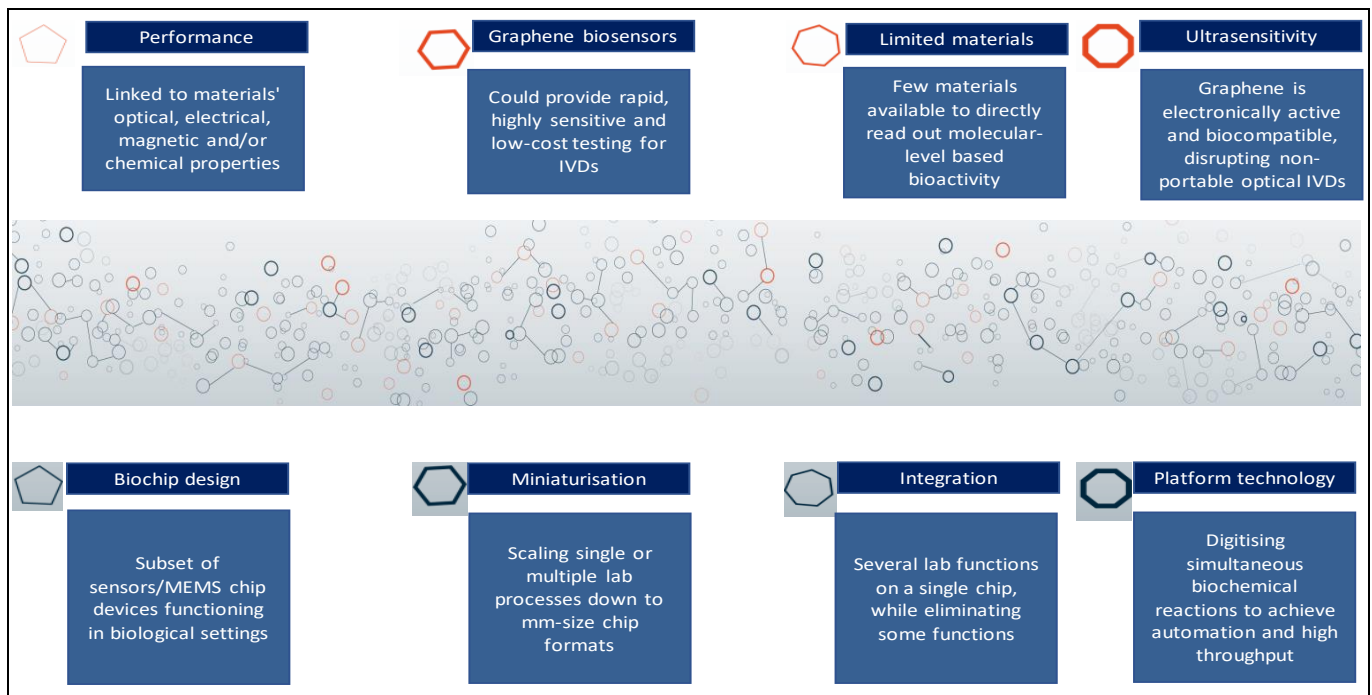 Performance
Linked to materials'
optical, electrical,
magnetic and/or
chemical properties
Graphene biosensors
Could provide rapid,
highly sensitive and
low-cost testing for
IVDs
Limited materials
Few materials
available to directly
read out molecular-
level based
bioactivity
Ultrasensitivity
Graphene is
electronically active
and biocompatible,
disrupting non-
portable optical IVDs
Biochip design
Subset of
sensors/MEMS chip
devices functioning
in biological settings
Miniaturisation
Scaling single or
multiple lab
processes down to
mm-size chip
formats
Integration
Several lab functions
on a single chip,
while eliminating
some functions
Platform technology
Digitising
simultaneous
biochemical
reactions to achieve
automation and high
throughput